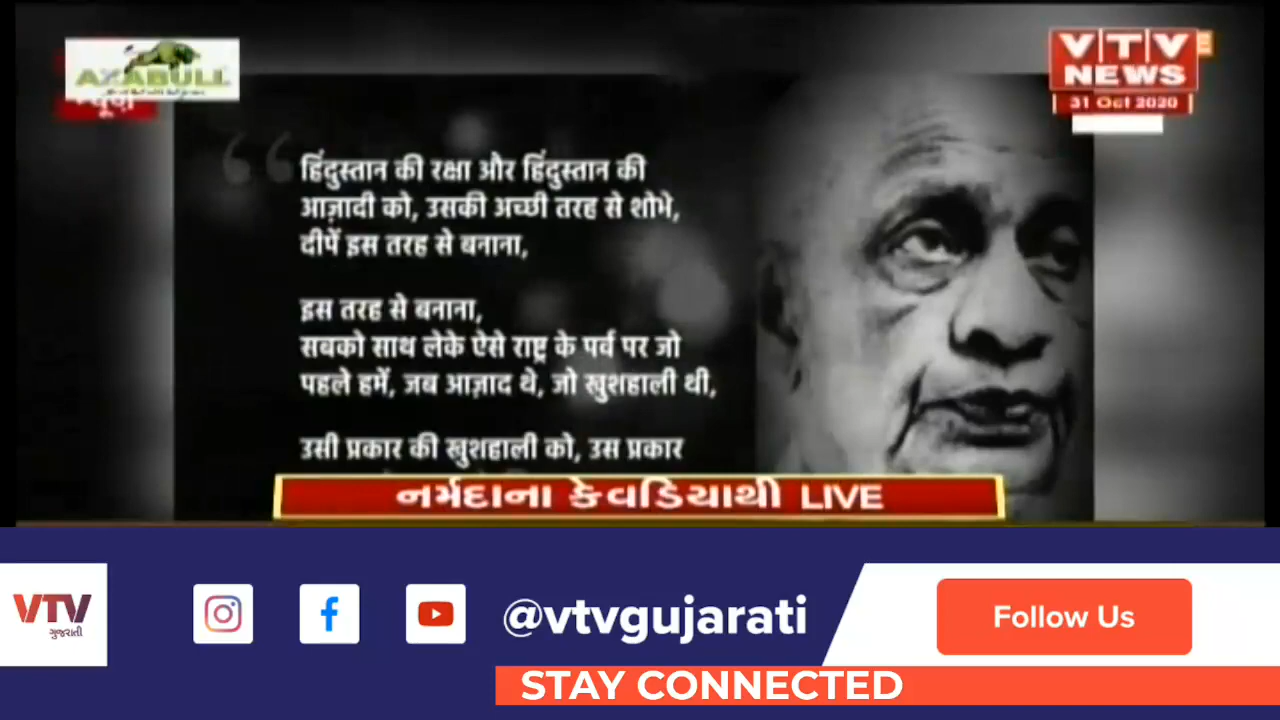 AXABULL
VTV
NEWS
31 Oct 2020
हिंदुस्तान की रक्षा और हिंदुस्तान की
आज़ादी को, उसकी अच्छी तरह से शोभे,
दीपें इस तरह से बनाना,
इस तरह से बनाना,
सबको साथ लेके ऐसे राष्ट्र के पर्व पर जो
पहले हमें, जब आज़ाद थे, जो खुशहाली थी,
उसी प्रकार की खुशहाली को, उस प्रकार
નર્મદાના કેવડિયાથી LIVE
VTV
ગુજરાતી
@vtvgujarati
Follow Us
STAY CONNECTED